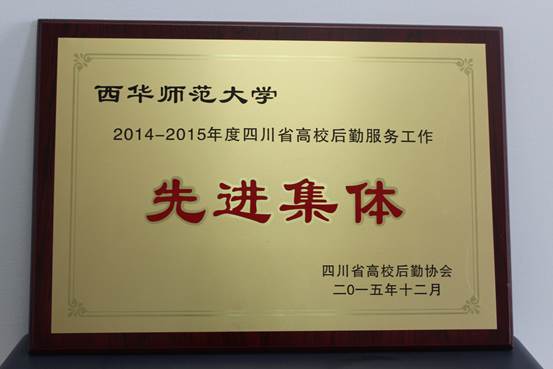 西华师范大学
2014-2015年度四川省高校后勤服务工作
先进集体
四川省高校后勤协会
二〇一五年十二月